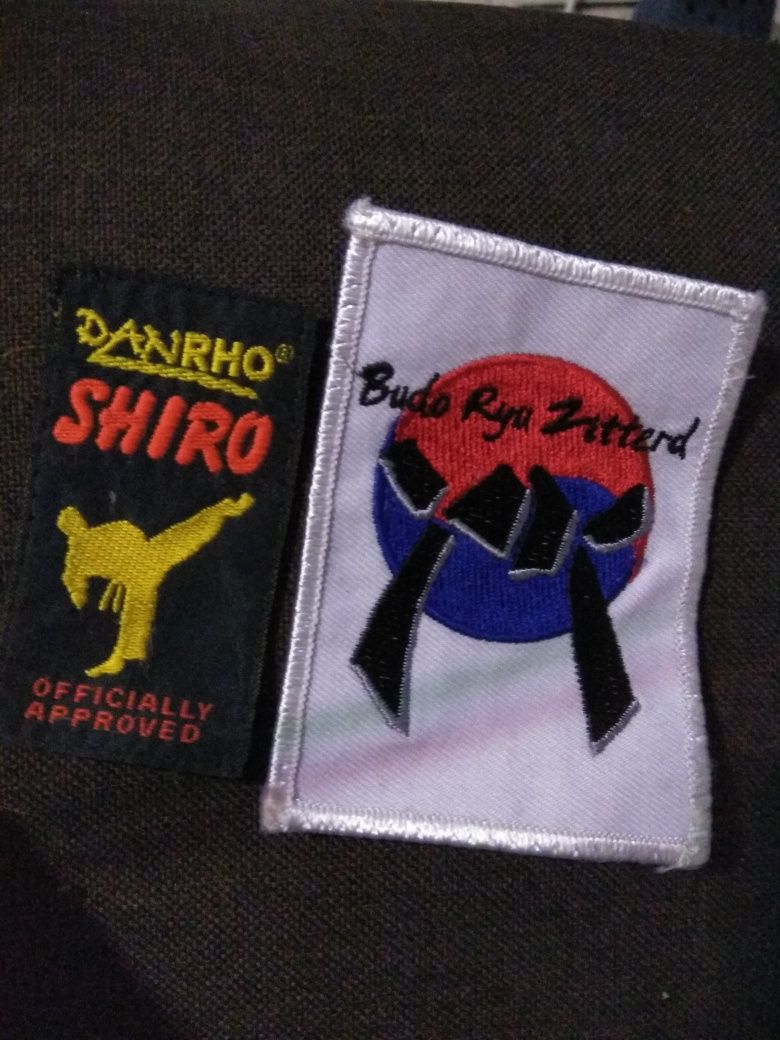 DANRHO®
SHIRO
OFFICIALLY
APPROVED
Budo Ryu Zitterd